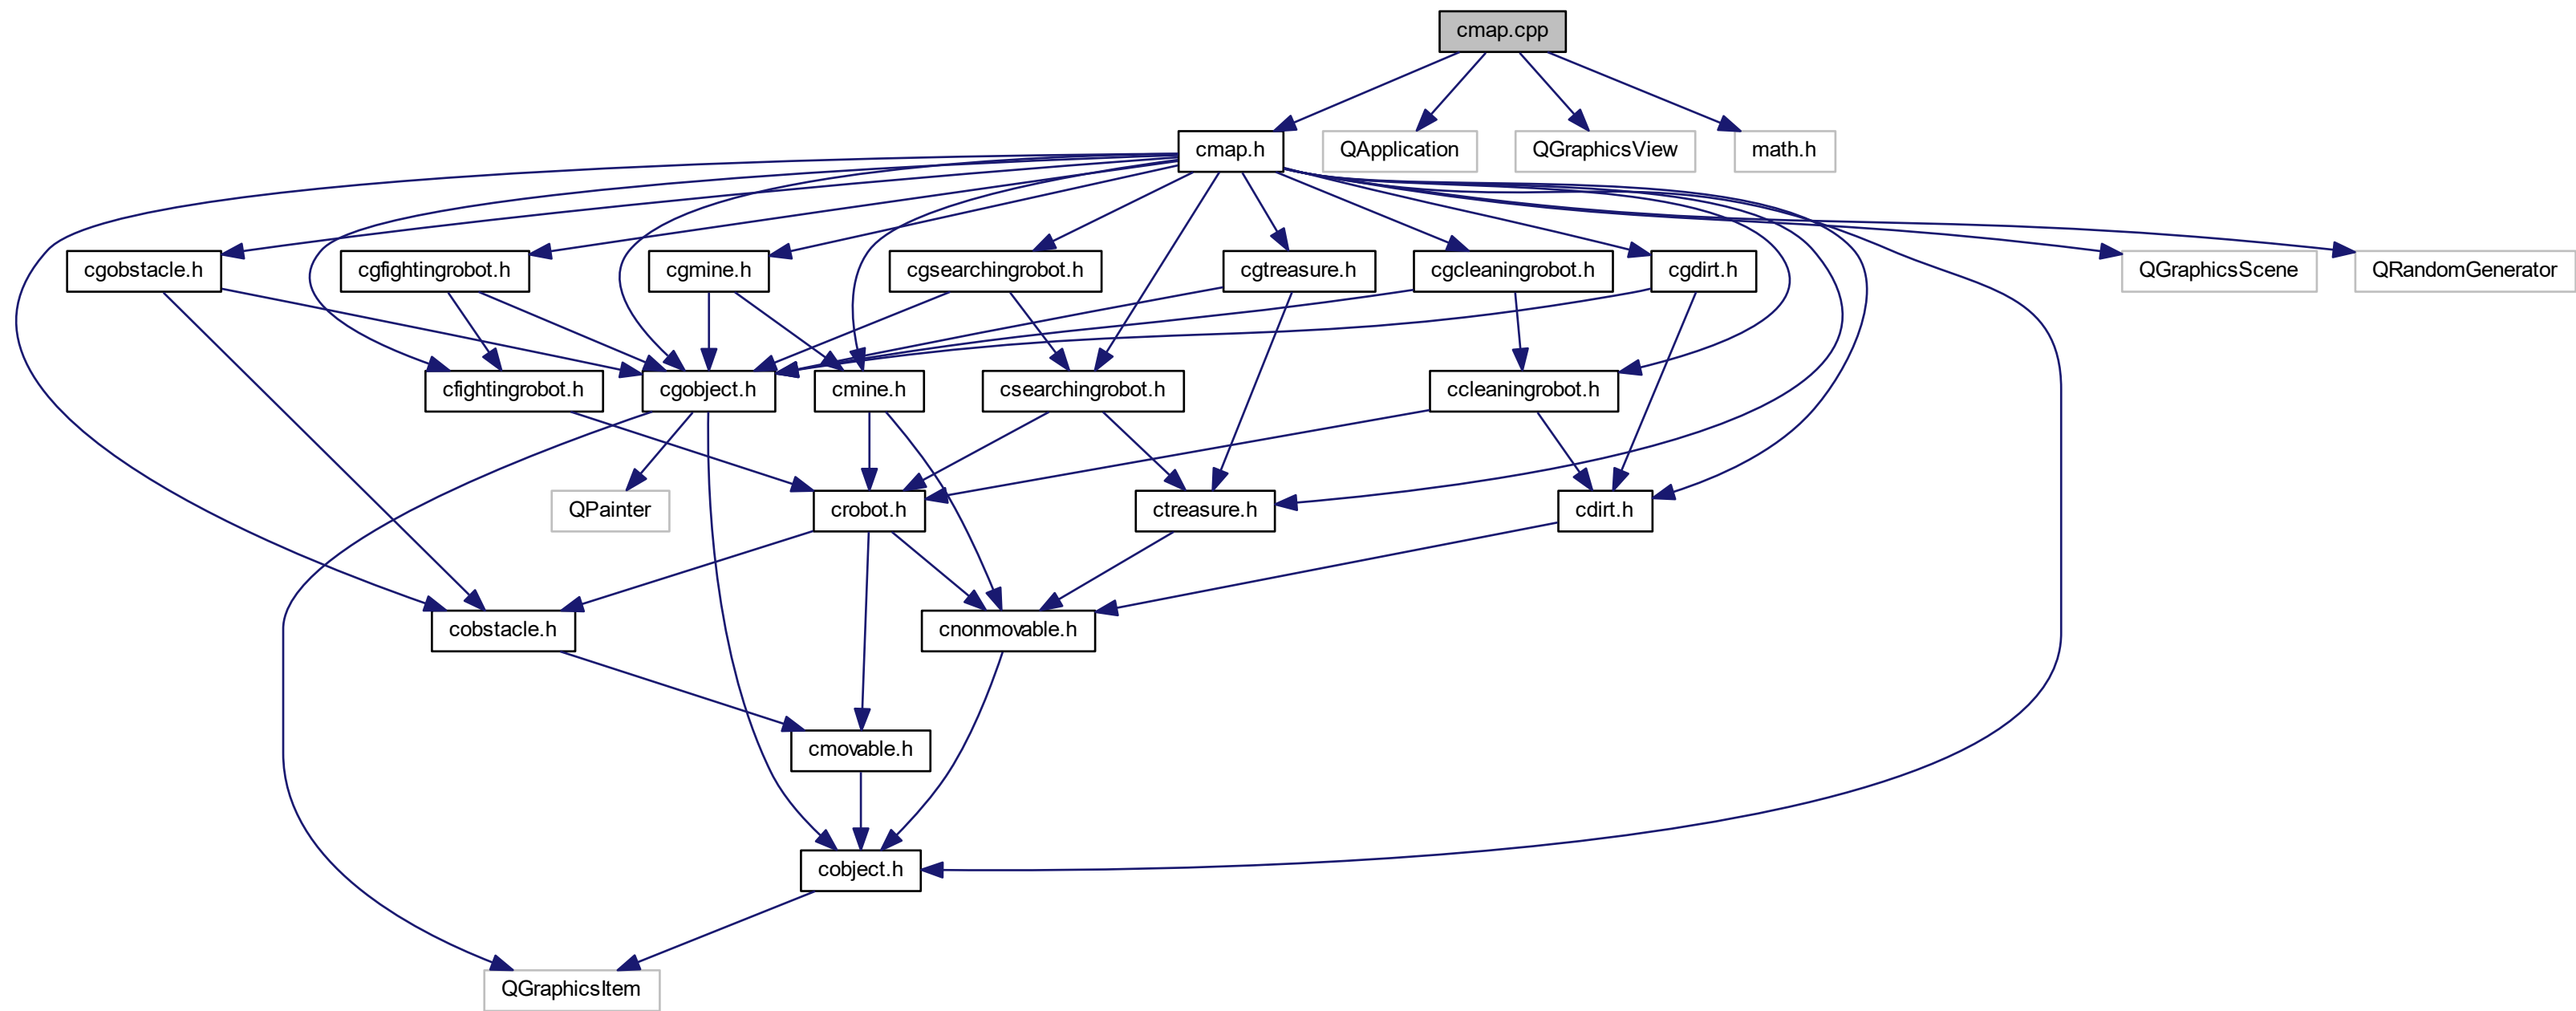 cmap.cpp
cmap.h
QApplication
QGraphicsView
math.h
cgobstacle.h
cgfightingrobot.h
cgmine.h
cgsearchingrobot.h
cgtreasure.h
cgcleaningrobot.h
cgdirt.h
QGraphicsScene
QRandomGenerator
cfightingrobot.h
cgobject.h
cmine.h
csearchingrobot.h
ccleaningrobot.h
QPainter
crobot.h
ctreasure.h
cdirt.h
cobstacle.h
cnonmovable.h
cmovable.h
cobject.h
QGraphicsItem